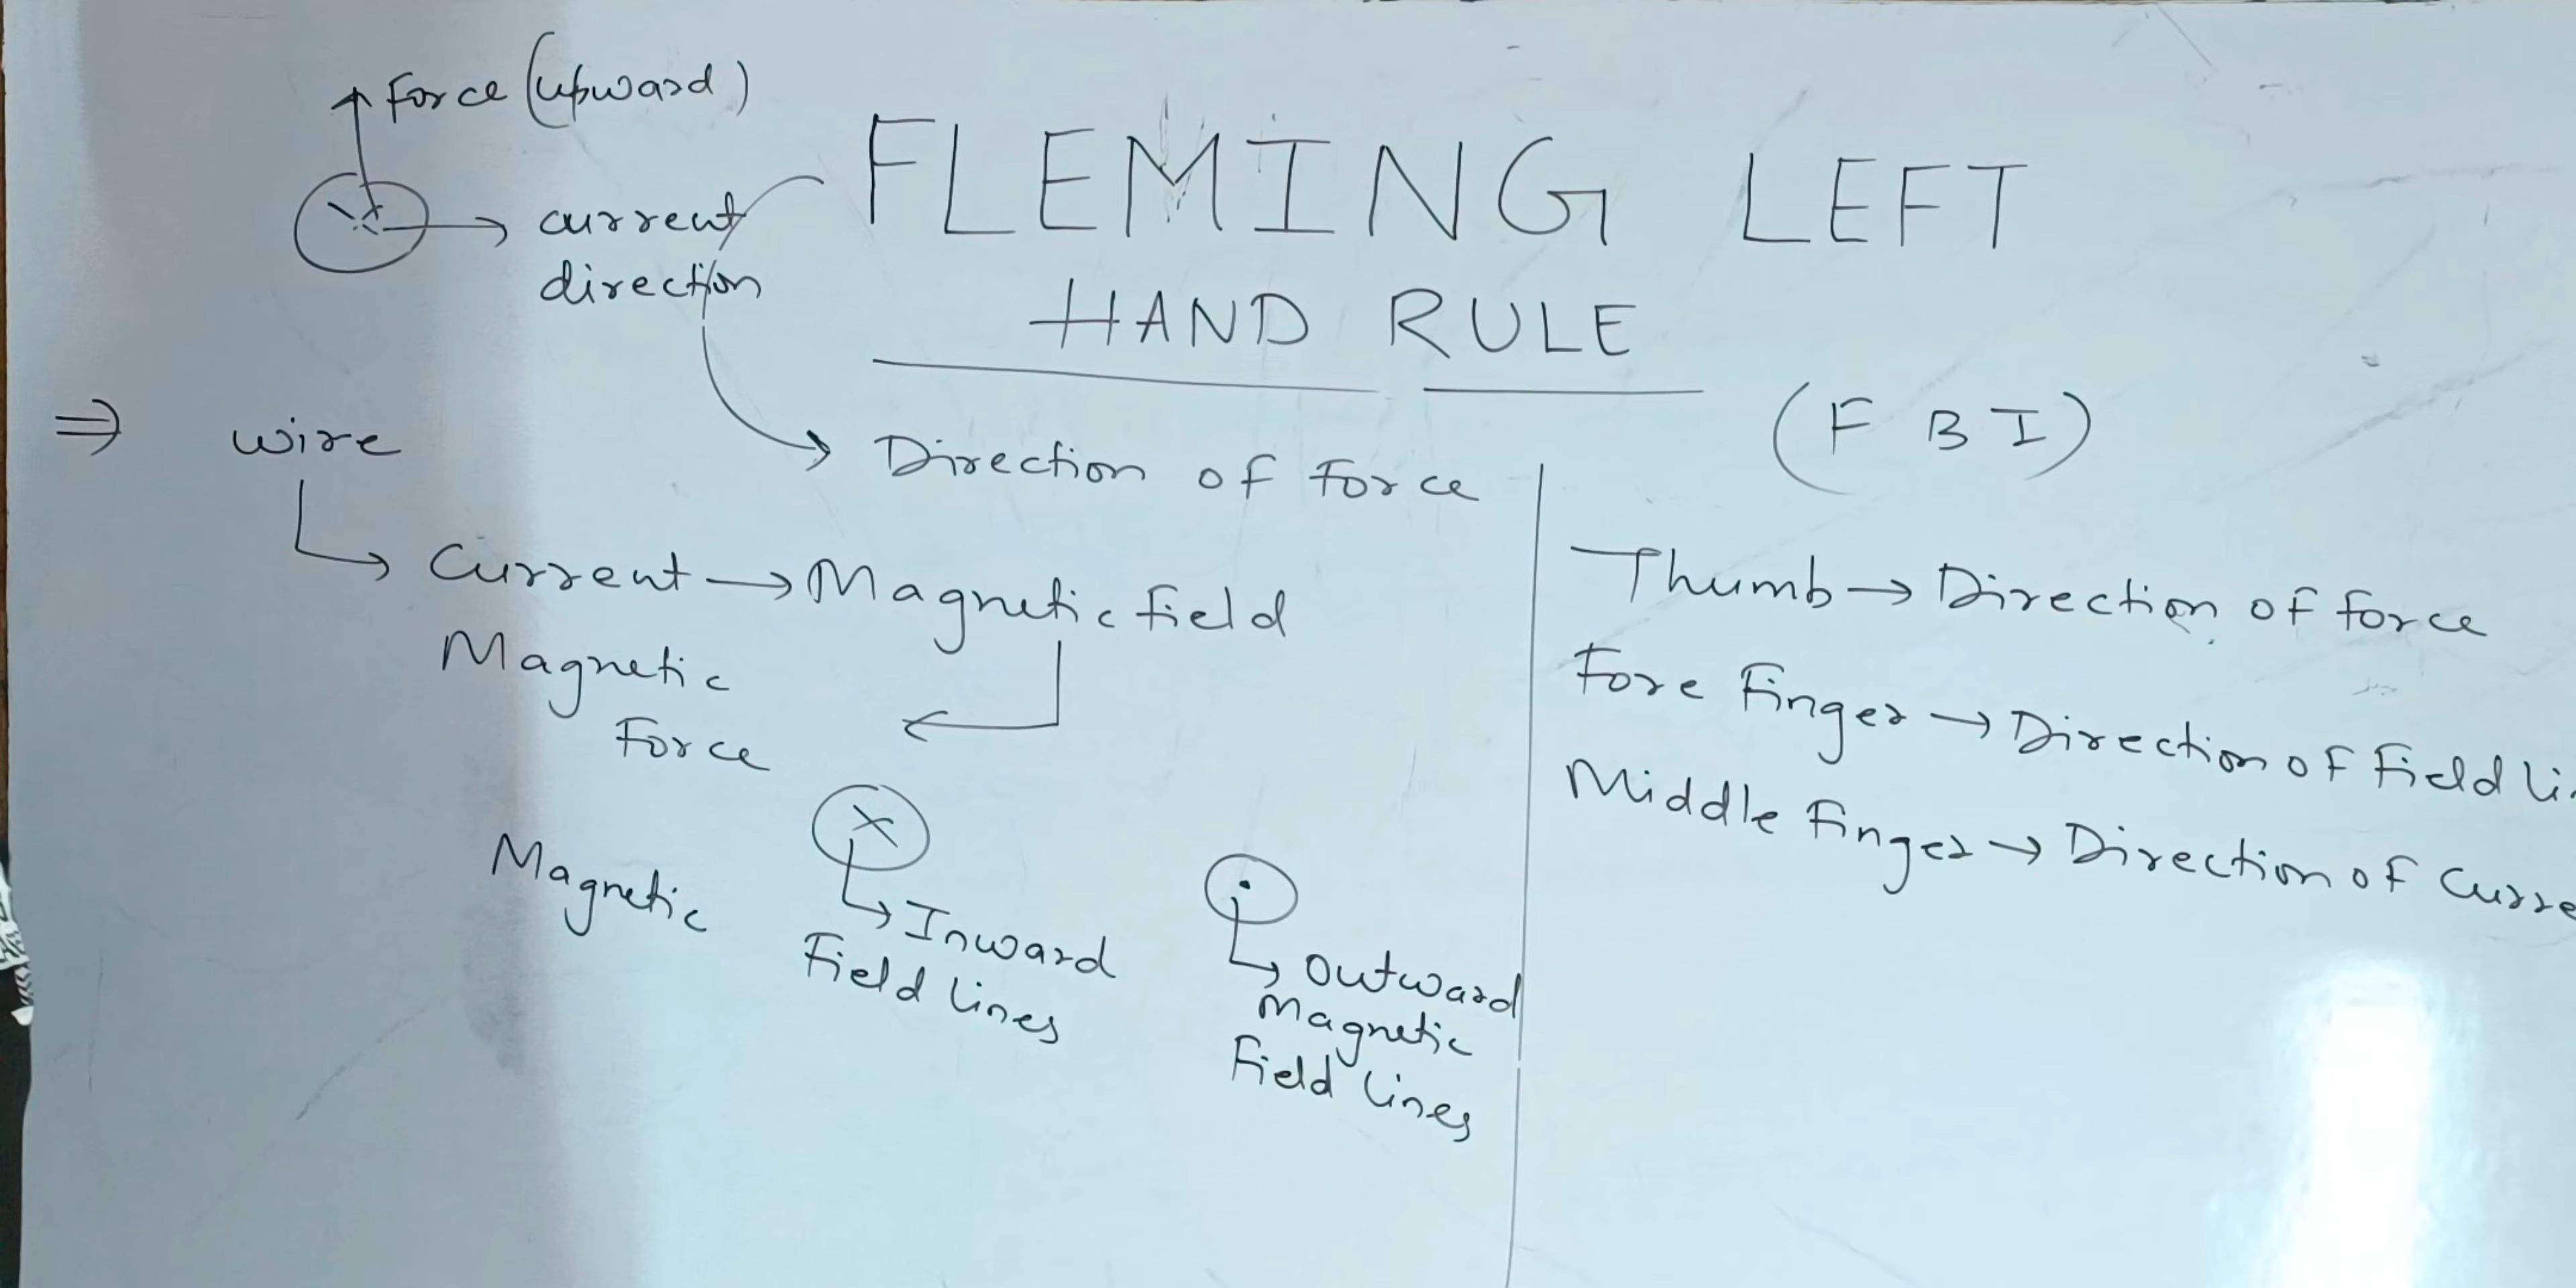 Force (upward)
current
direction
FLEMING LEFT
HAND RULE
(F B I)
⇒ wire
Direction of Force
Current → Magnetic field
Magnetic
Force
Magnetic
X
Inward
Field lines
Outward
Magnetic
Field lines
Thumb → Direction of force
Fore Finger → Direction of Field li
Middle Finger → Direction of Curre